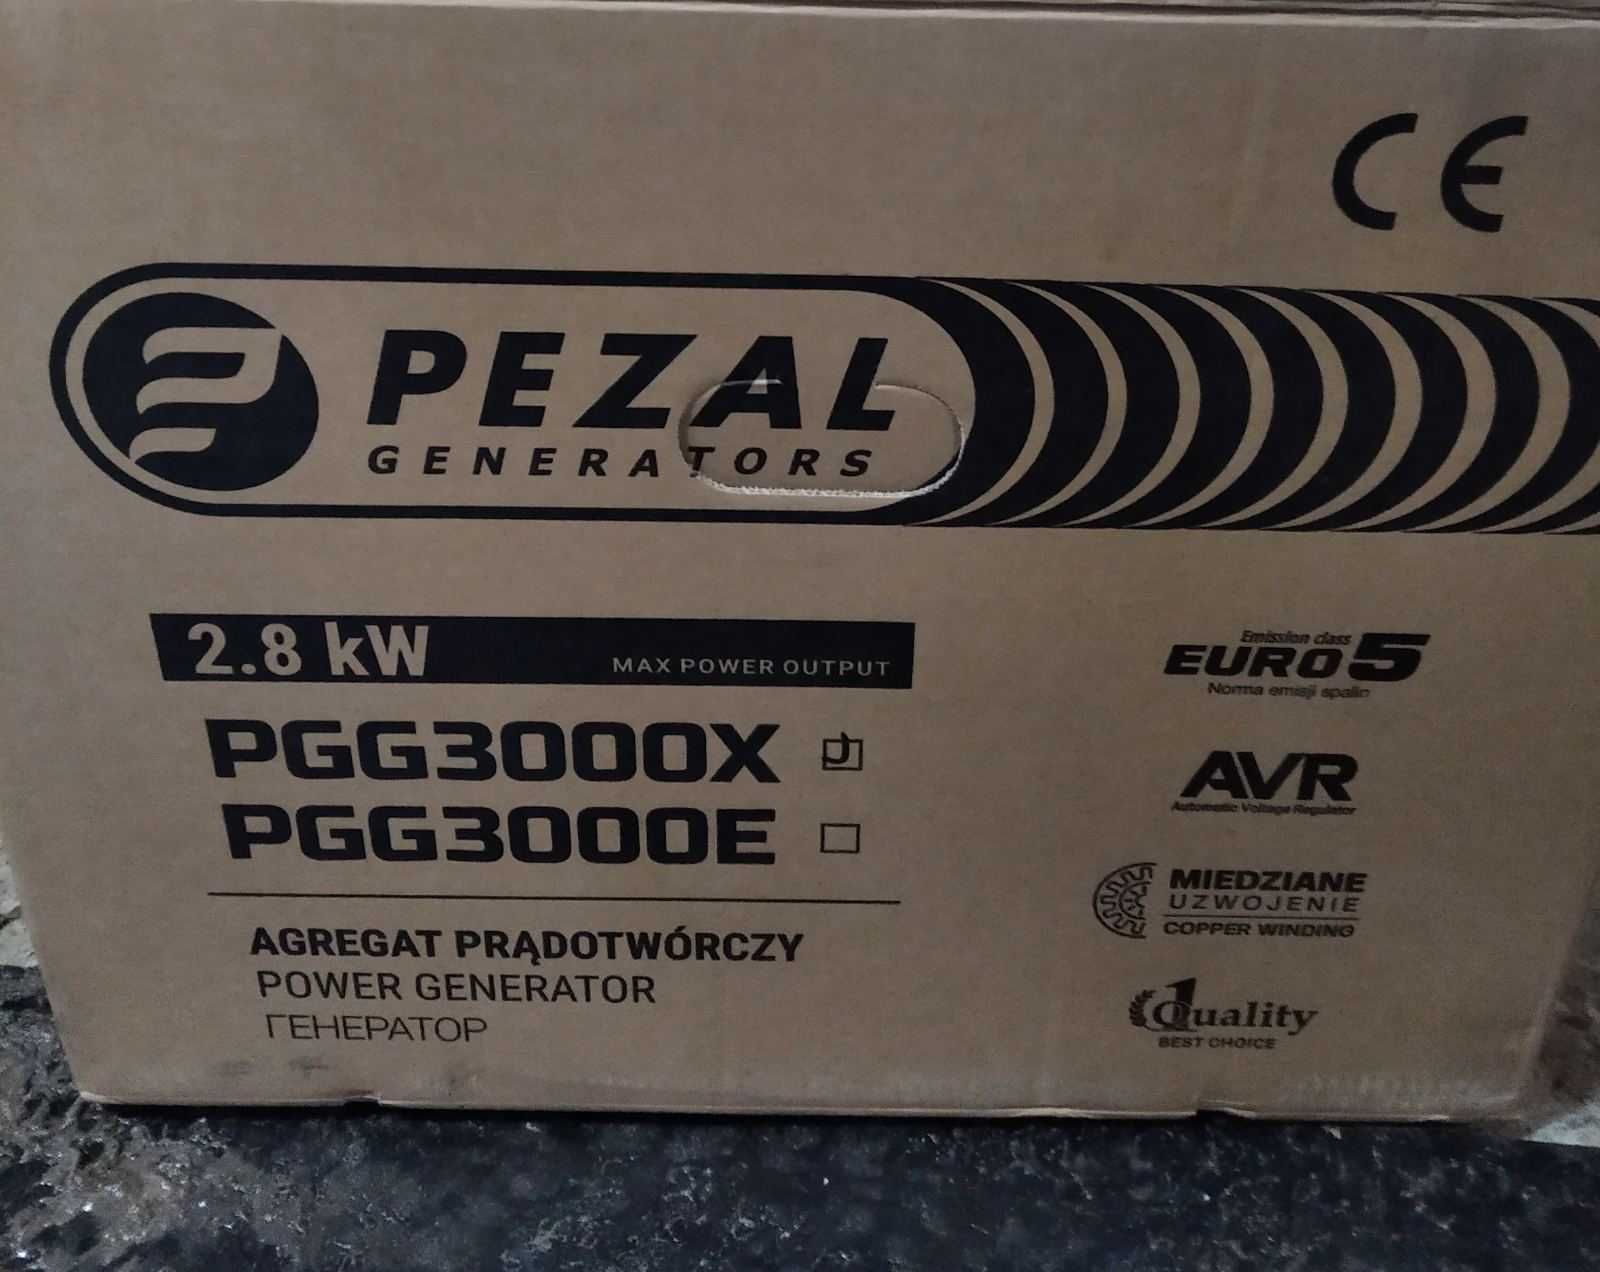 CE
PEZAL
GENERATORS
2.8 kW MAX POWER OUTPUT
PGG3000X
PGG3000E
AGREGAT PRĄDOTWÓRCZY
POWER GENERATOR
ГЕНЕРАТОР
Emission class
EURO 5
Norma emisji spalin
AVR
Automatic Voltage Regulator
MIEDZIANE
UZWOJENIE
COPPER WINDING
1
Quality
BEST CHOICE